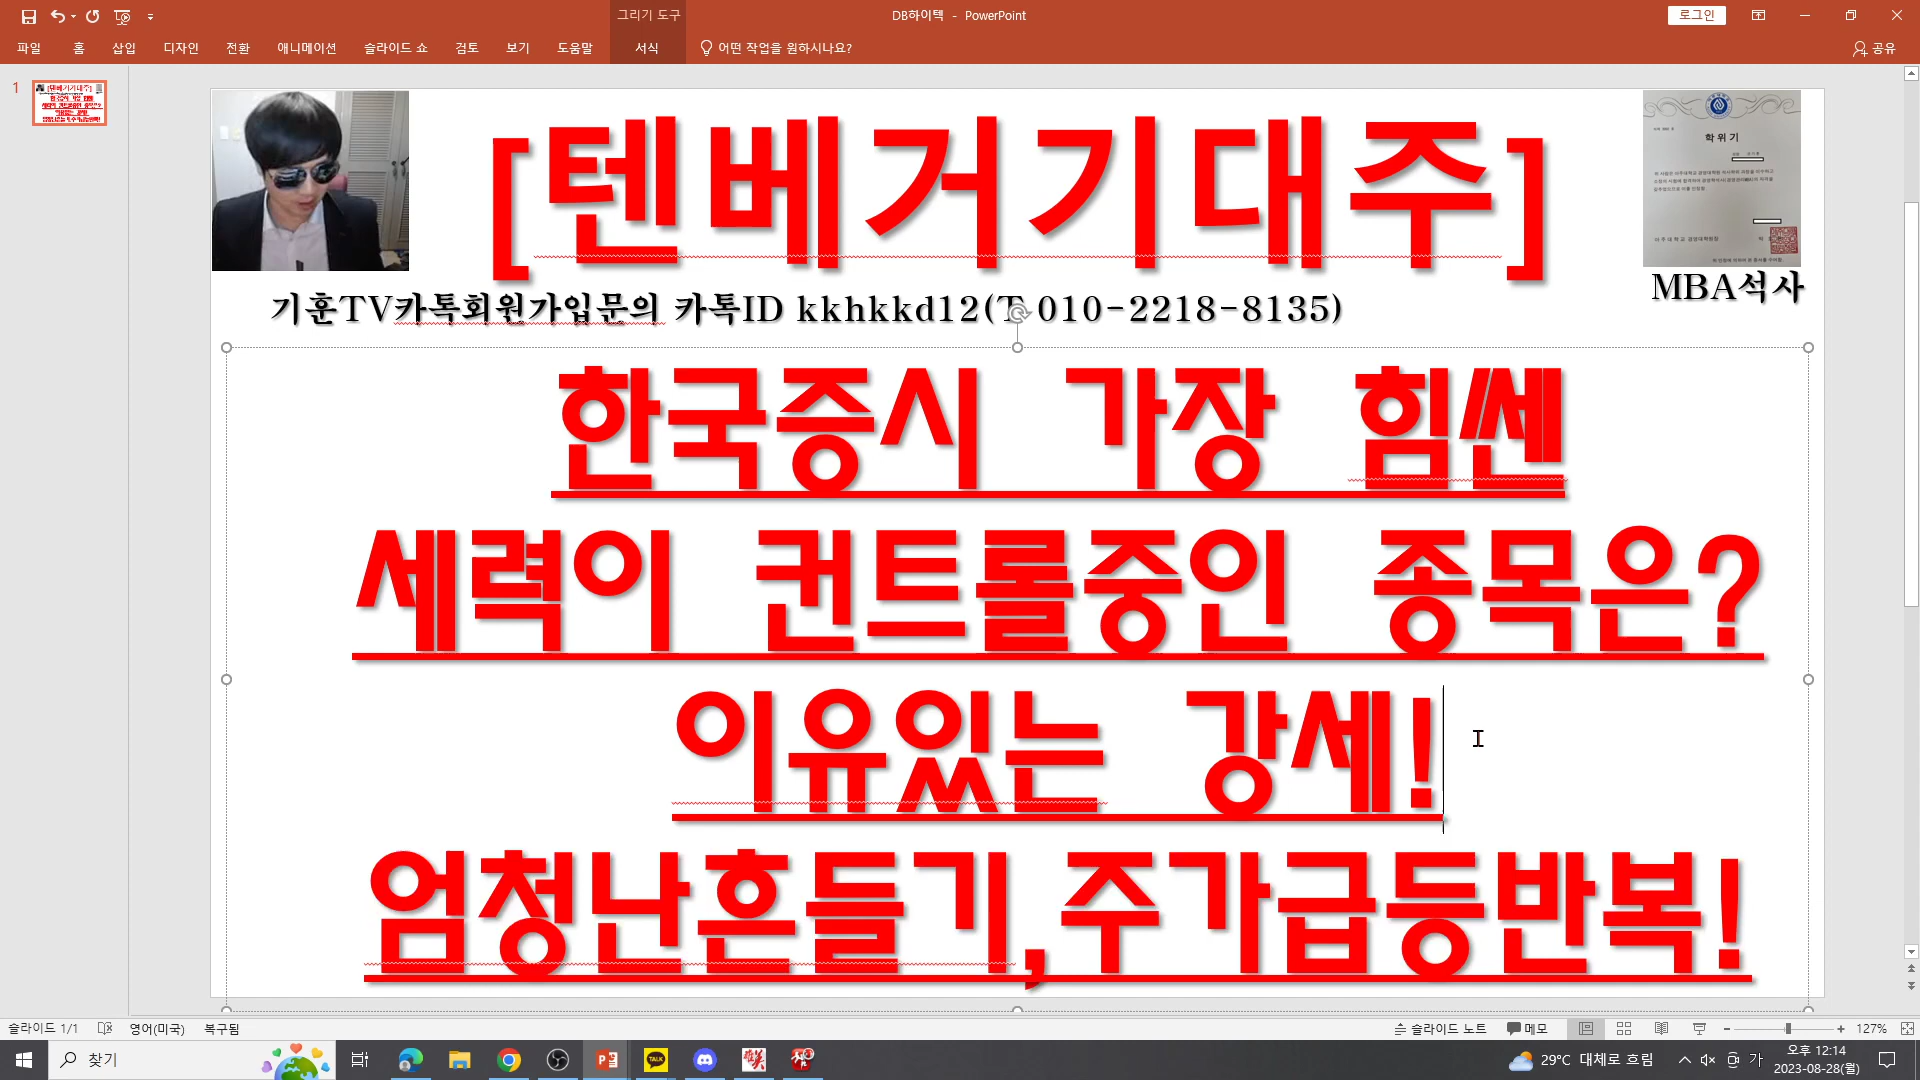 그리기 도구
DB하이텍 - PowerPoint
로그인
파일 홈 삽입 디자인 전환 애니메이션 슬라이드 쇼 검토 보기 도움말 서식 어떤 작업을 원하시나요? 공유
1
[텐베거기대주]
학 위 기
MBA석사
기훈TV카톡회원가입문의 카톡ID kkhkkd12(T 010-2218-8135)
한국증시 가장 힘쎈
세력이 컨트롤중인 종목은?
이유있는 강세!
엄청난흔들기,주가급등반복!
슬라이드 1/1 영어(미국) 복구됨 슬라이드 노트 메모 127%
찾기
29°C 대체로 흐림
가
오후 12:14
2023-08-28(월)